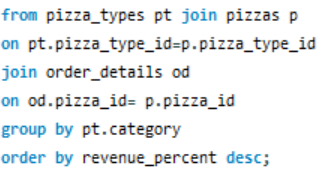 from pizza_types pt join pizzas p
on pt.pizza_type_id=p.pizza_type_id
join order_details od
on od.pizza_id= p.pizza_id
group by pt.category
order by revenue_percent desc;